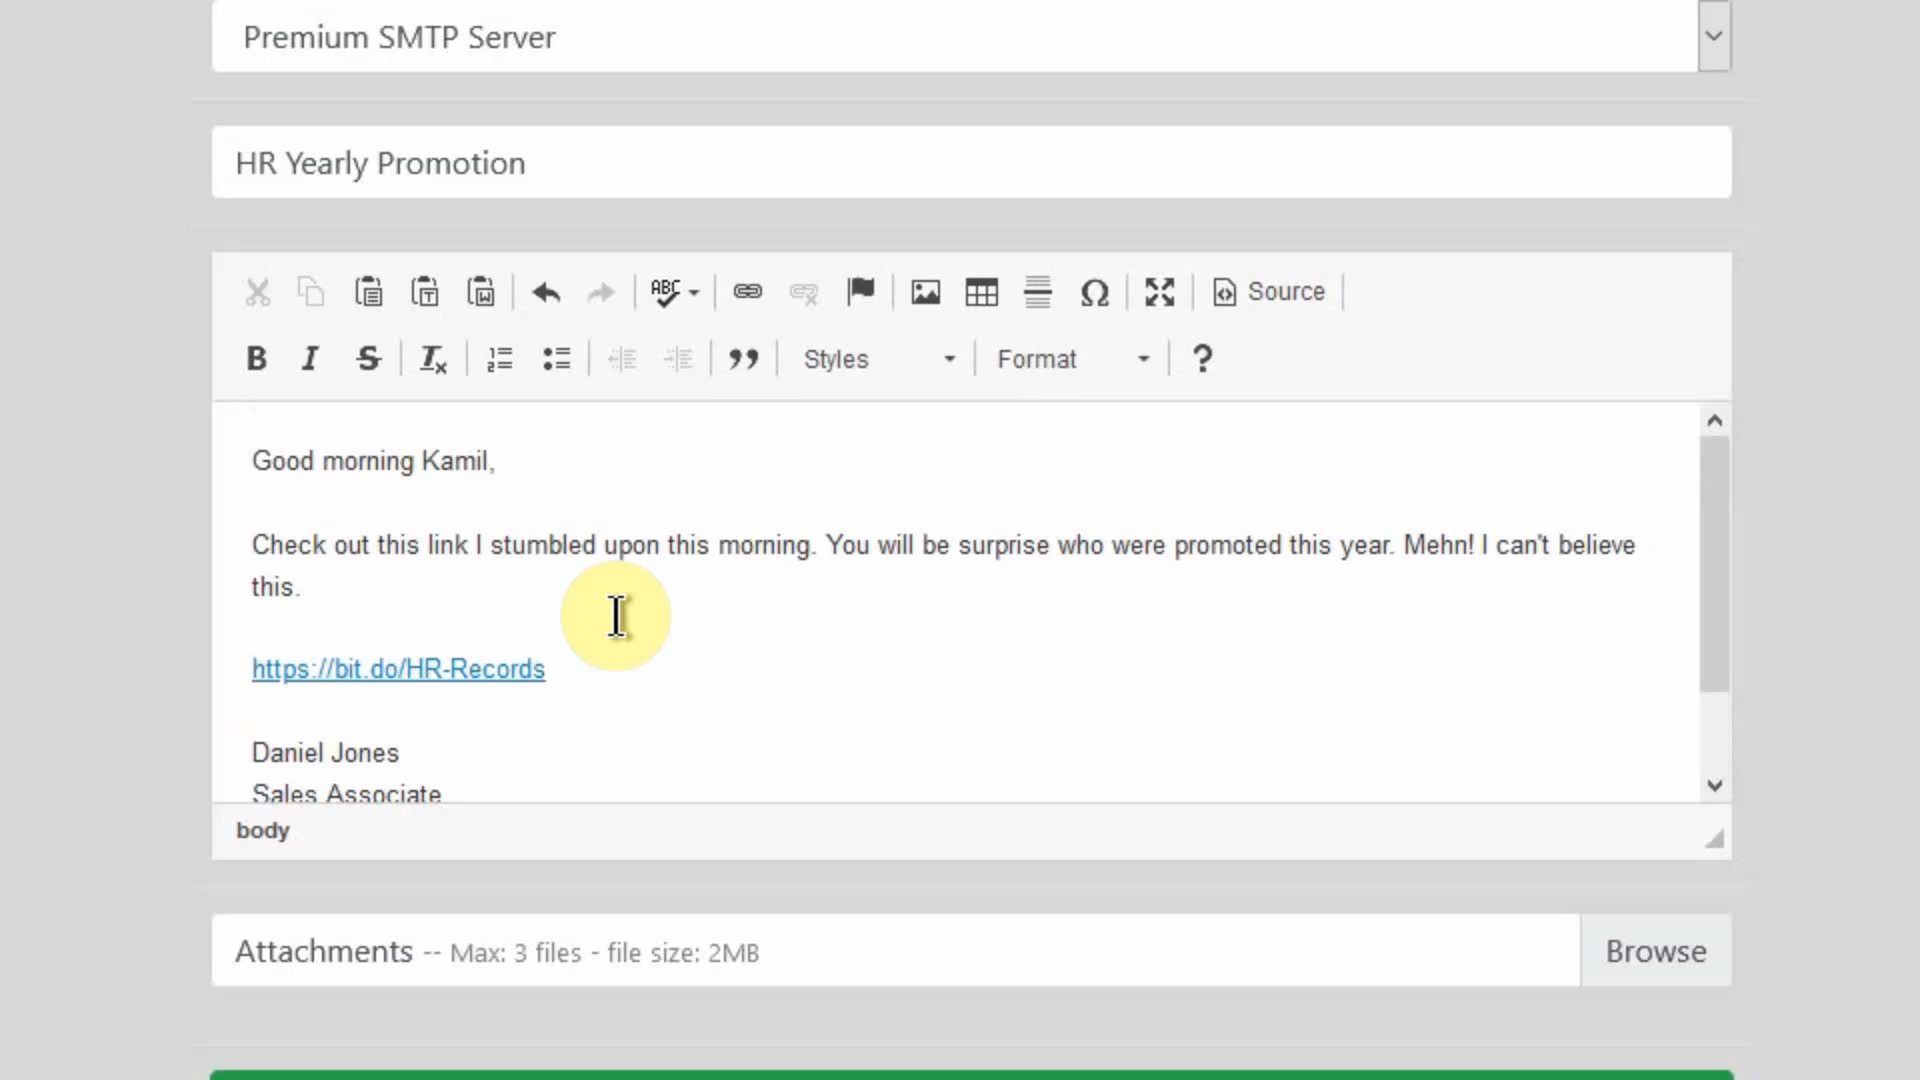 Premium SMTP Server
HR Yearly Promotion
ABC
Source
B I S Tx
Styles
Format
?
Good morning Kamil,
Check out this link I stumbled upon this morning. You will be surprise who were promoted this year. Mehn! I can't believe
this.
https://bit.do/HR-Records
Daniel Jones
Sales Associate
body
Attachments -- Max: 3 files - file size: 2MB
Browse